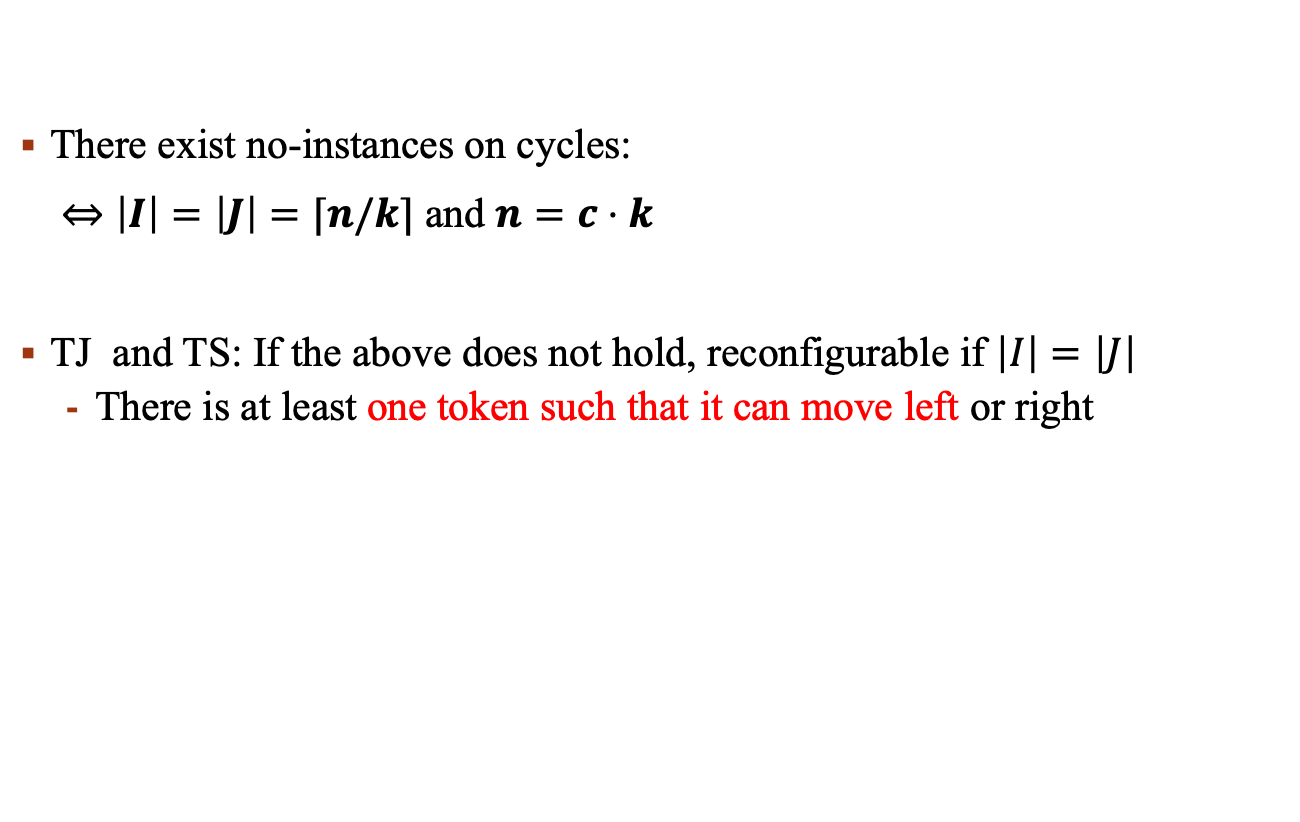 ▪ There exist no-instances on cycles:
⇔ |I| = |J| = ⌈n/k⌉ and n = c · k
▪ TJ and TS: If the above does not hold, reconfigurable if |I| = |J|
- There is at least one token such that it can move left or right